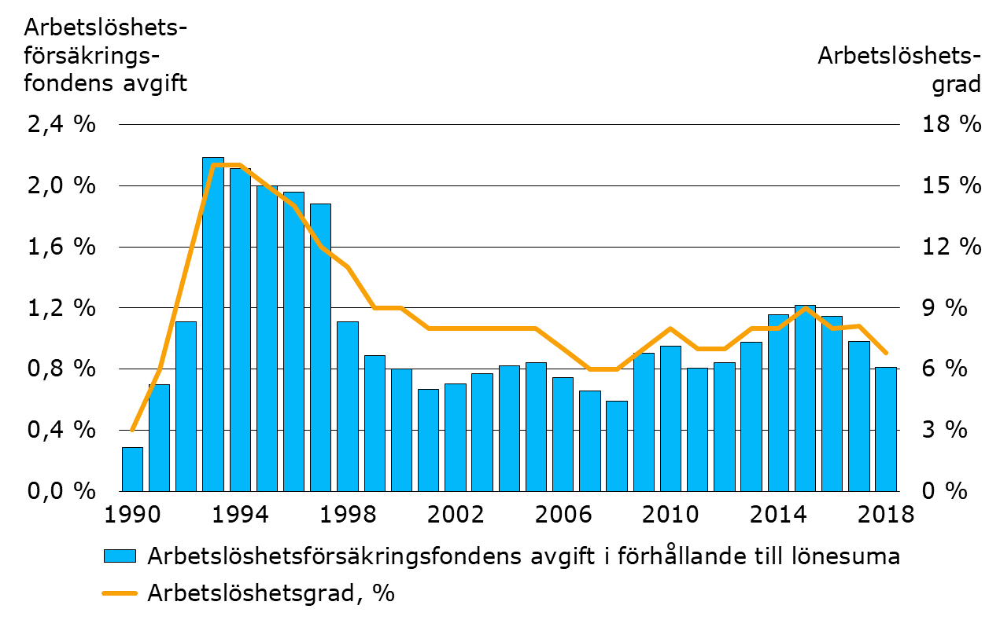 Arbetslöshets-
försäkrings-
fondens avgift
Arbetslöshets-
grad
2,4 %
18 %
2,0 %
15 %
1,6 %
12 %
1,2 %
9 %
0,8 %
6 %
0,4 %
3 %
0,0 %
0 %
1990 1994 1998 2002 2006 2010 2014 2018
Arbetslöshetsförsäkringsfondens avgift i förhållande till lönesuma
Arbetslöshetsgrad, %